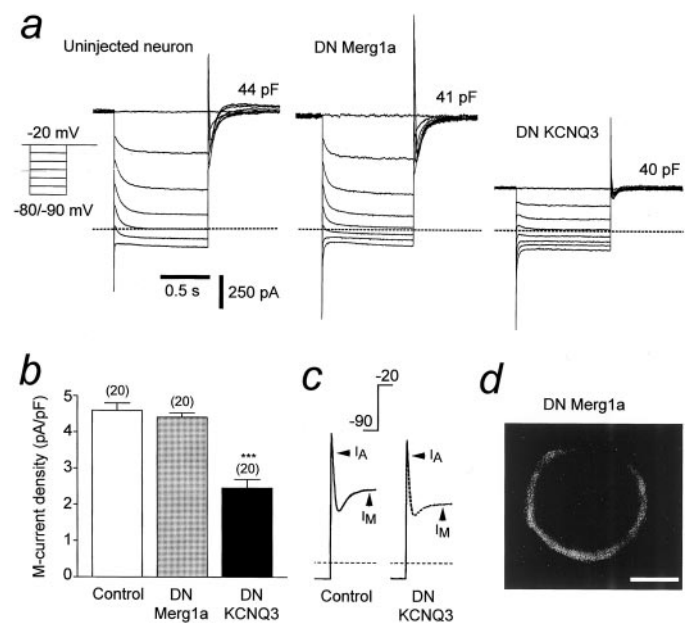 a
Uninjected neuron
DN Merg1a
DN KCNQ3
44 pF
41 pF
40 pF
-20 mV
-80/-90 mV
0.5 s
250 pA
b
M-current density (pA/pF)
5
4
3
2
1
0
(20)
(20)
***
(20)
Control
DN
Merg1a
DN
KCNQ3
c
-20
-90
IA
IM
Control
IA
IM
DN
KCNQ3
d
DN Merg1a